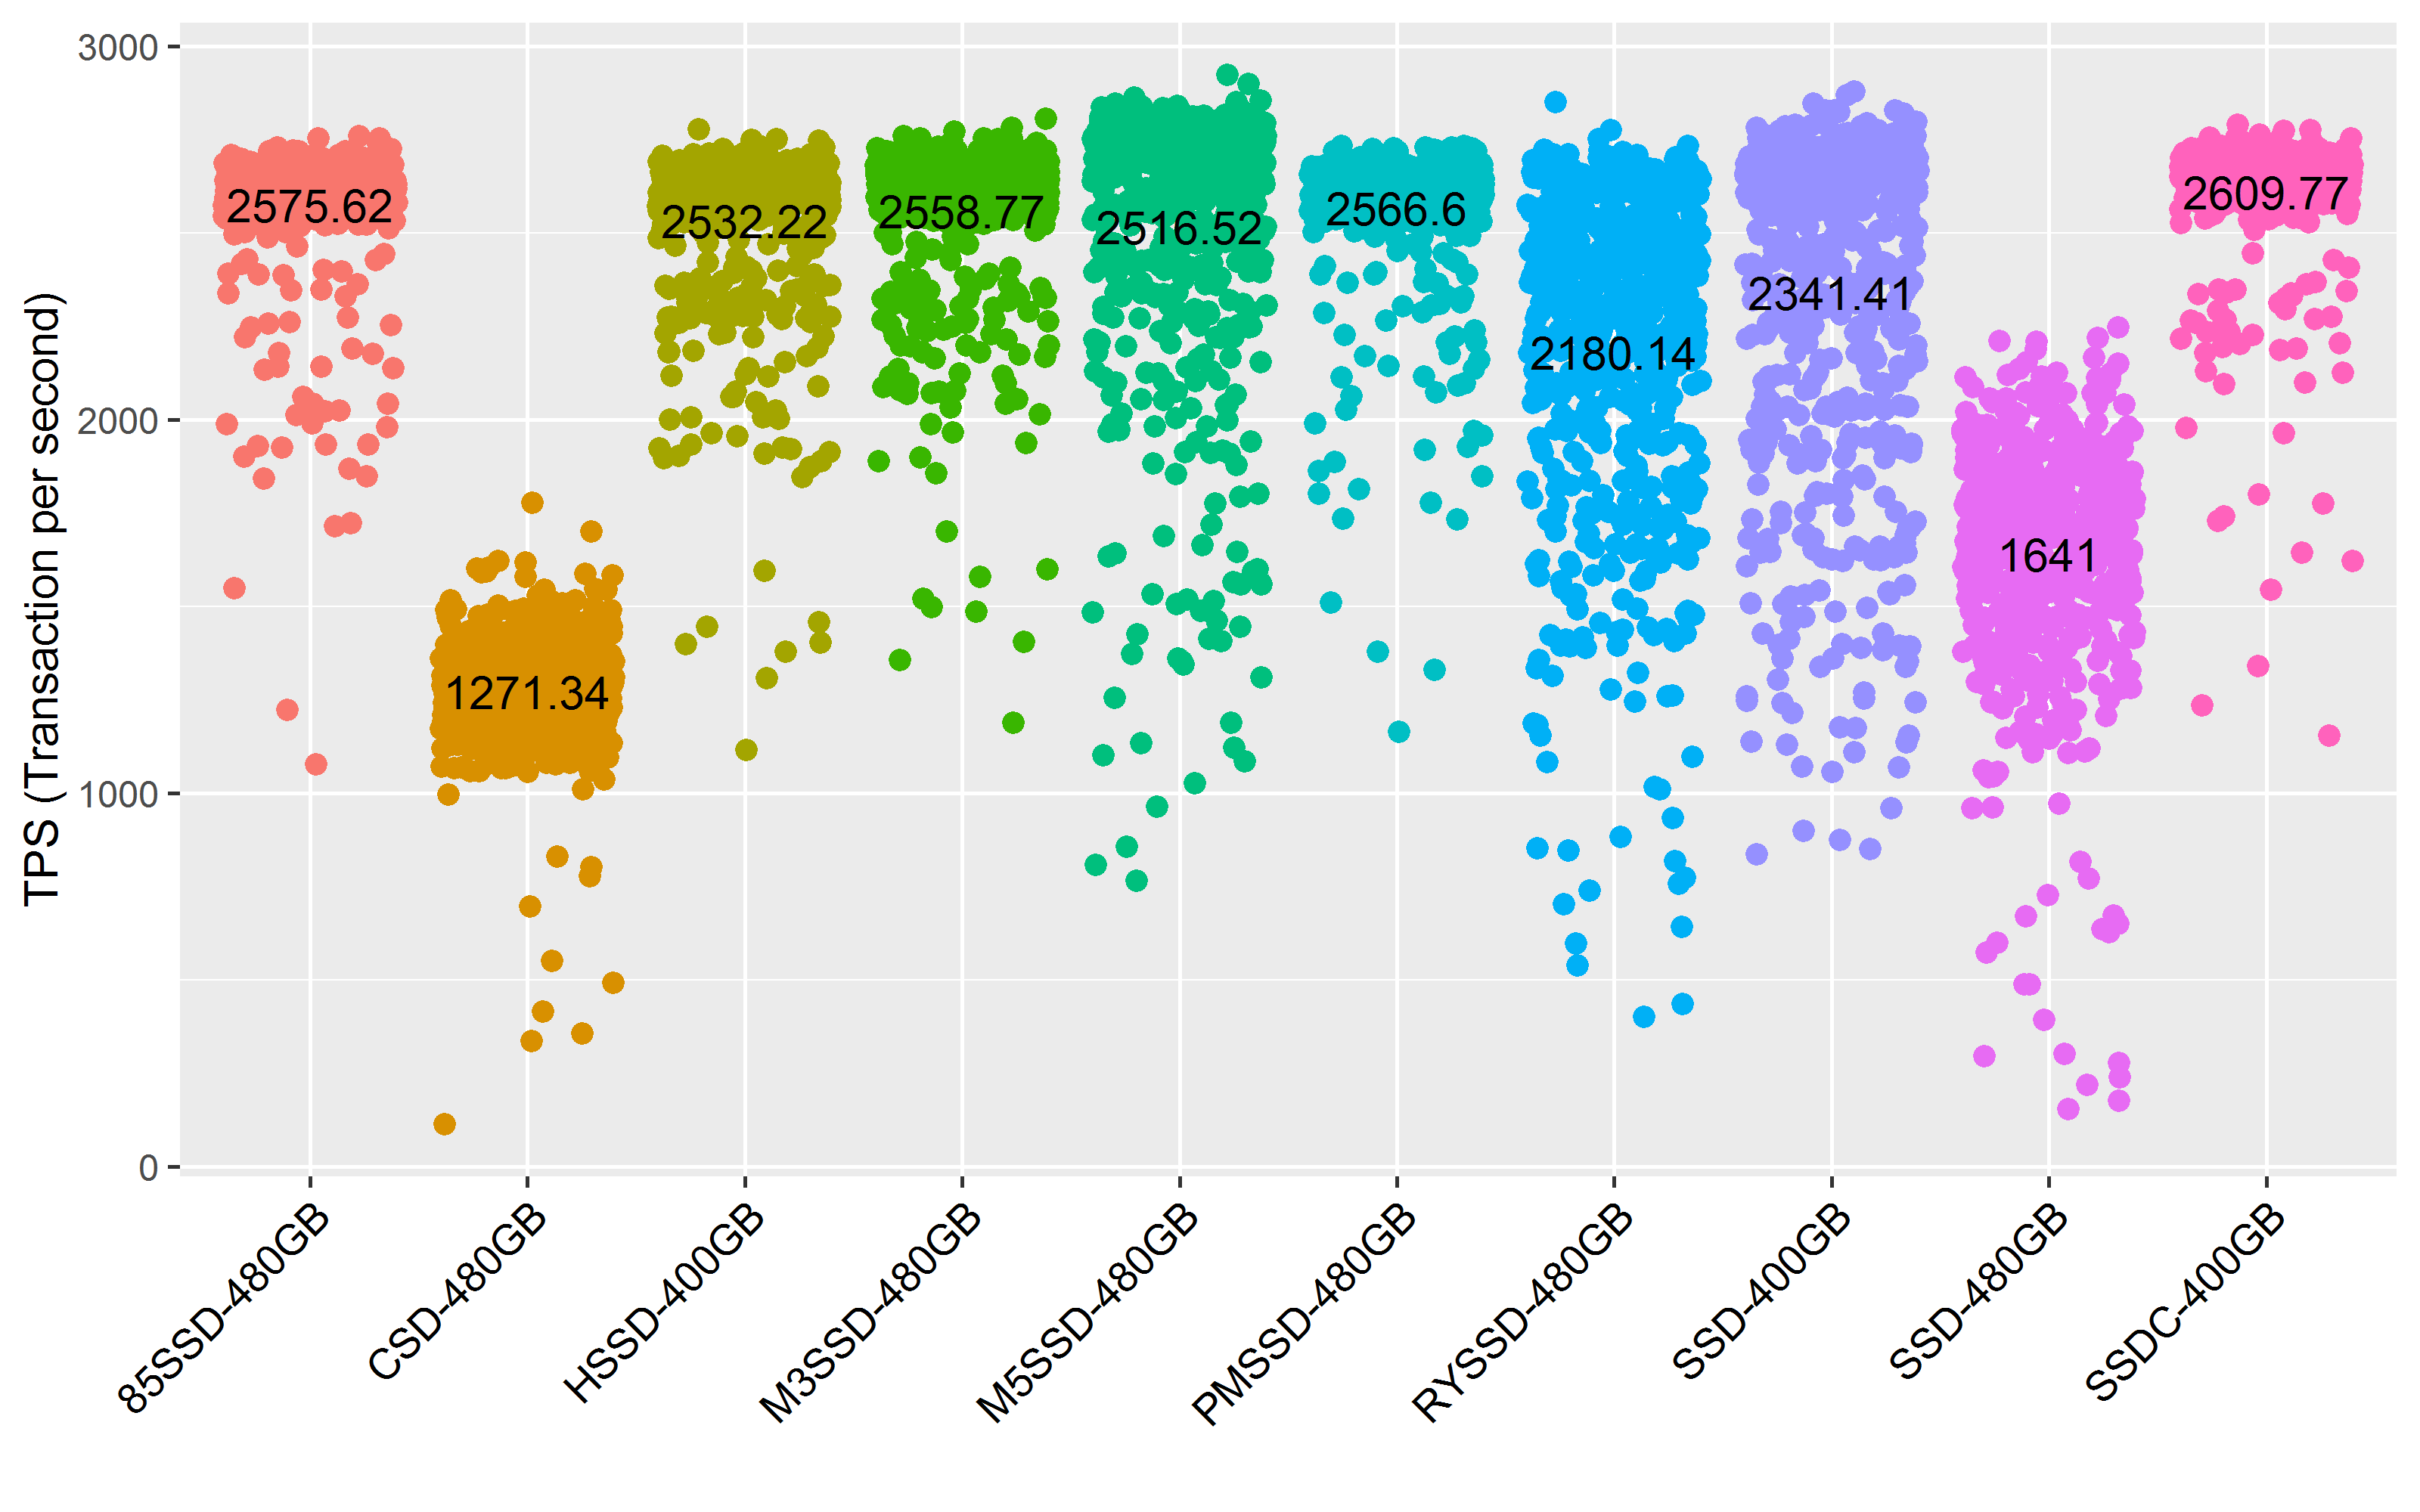 3000
2000
1000
0
TPS (Transaction per second)
2575.62
1271.34
2532.22
2558.77
2516.52
2566.6
2180.14
2341.41
1641
2609.77
85SSD-480GB
CSD-480GB
HSSD-400GB
M3SSD-480GB
M5SSD-480GB
PMSSD-480GB
RYSSD-480GB
SSD-400GB
SSD-480GB
SSDC-400GB